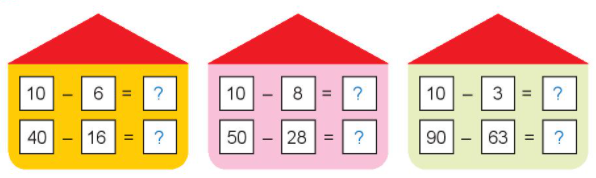 10 – 6 = ?
40 – 16 = ?
10 – 8 = ?
50 – 28 = ?
10 – 3 = ?
90 – 63 = ?